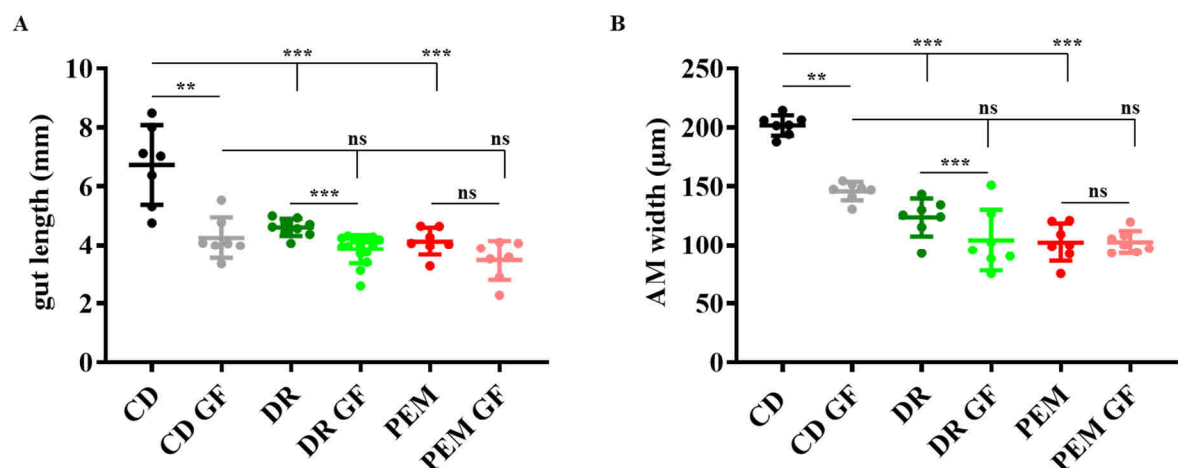 A
gut length (mm)
10
8
6
4
2
0
***
***
**
ns
ns
***
ns
CD
CD GF
DR
DR GF
PEM
PEM GF
B
AM width (μm)
250
200
150
100
50
0
***
***
**
ns
ns
***
ns
CD
CD GF
DR
DR GF
PEM
PEM GF